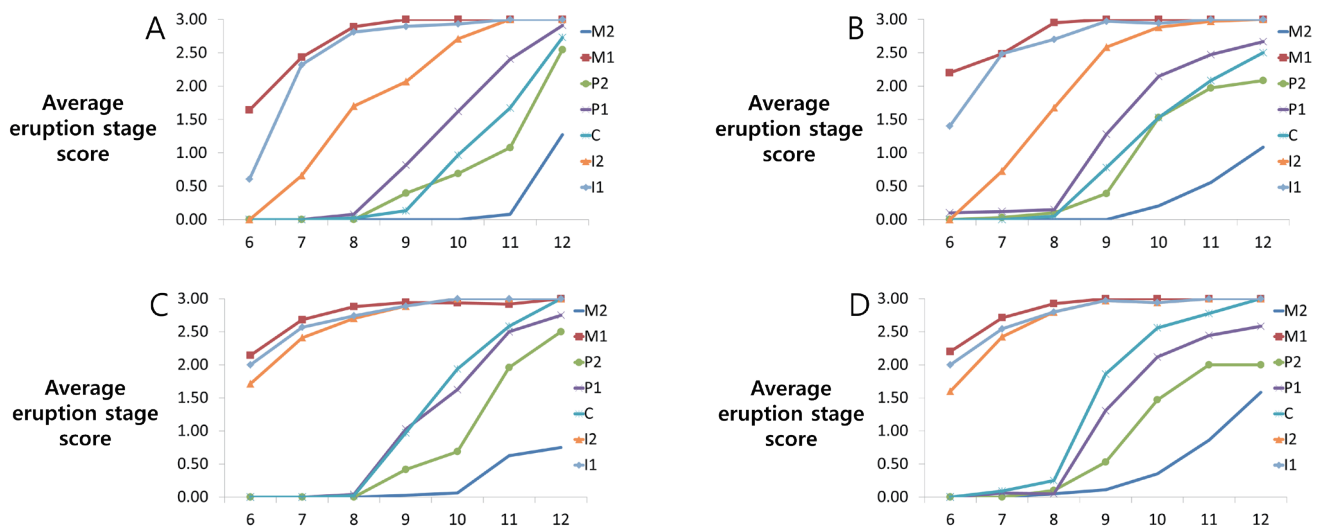 A
3.00
2.50
2.00
1.50
1.00
0.50
0.00
6 7 8 9 10 11 12
Average
eruption stage
score
M2
M1
P2
P1
C
I2
I1
B
3.00
2.50
2.00
1.50
1.00
0.50
0.00
6 7 8 9 10 11 12
Average
eruption stage
score
M2
M1
P2
P1
C
I2
I1
C
3.00
2.50
2.00
1.50
1.00
0.50
0.00
6 7 8 9 10 11 12
Average
eruption stage
score
M2
M1
P2
P1
C
I2
I1
D
3.00
2.50
2.00
1.50
1.00
0.50
0.00
6 7 8 9 10 11 12
Average
eruption stage
score
M2
M1
P2
P1
C
I2
I1